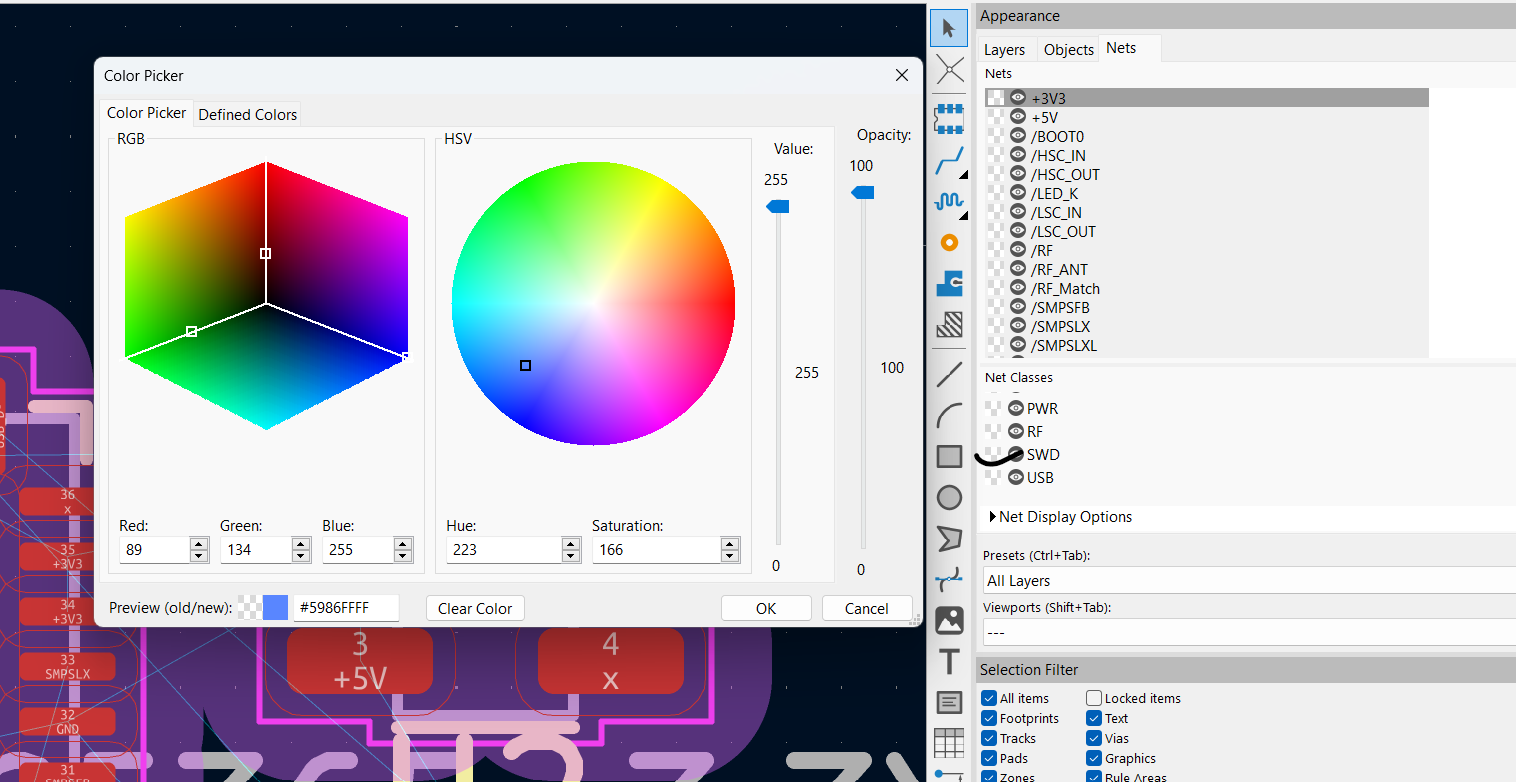 Appearance
Layers Objects Nets
Nets
+3V3
+5V
/BOOT0
/HSC_IN
/HSC_OUT
/LED_K
/LSC_IN
/LSC_OUT
/RF
/RF_ANT
/RF_Match
/SMPSFB
/SMPSLX
/SMPSLXL
Net Classes
PWR
RF
SWD
USB
Net Display Options
Presets (Ctrl+Tab):
All Layers
Viewports (Shift+Tab):
---
Selection Filter
All items Locked items
Footprints Text
Tracks Vias
Pads Graphics
Zones Rule Areas
Color Picker
Color Picker Defined Colors
RGB HSV
Value: Opacity:
255 100
255 100
0 0
Red: Green: Blue: Hue: Saturation:
89 134 255 223 166
Preview (old/new): #5986FFFF Clear Color OK Cancel
36
x
35
+3V3
34
+3V3
33
SMPSLX
32
GND
31
SMPSFB
3
+5V
4
x